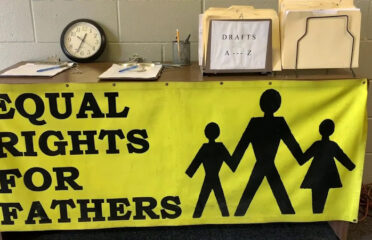 DRAFTS
A --- Z
EQUAL
RIGHTS
FOR
FATHERS